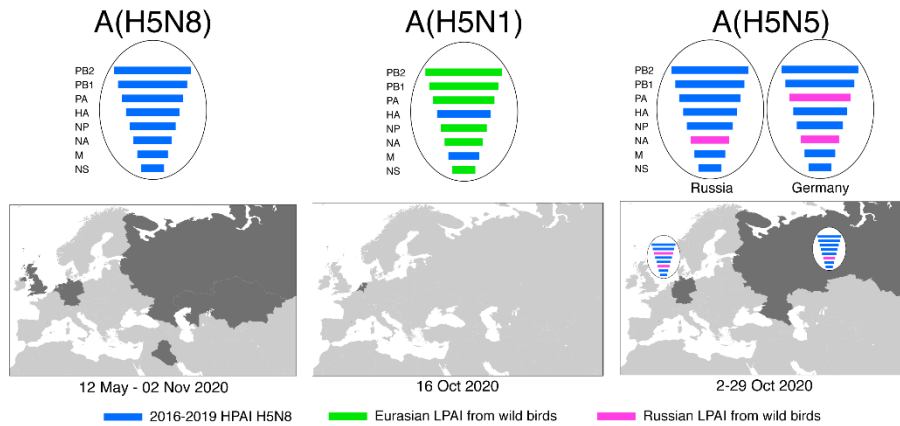 A(H5N8)
A(H5N1)
A(H5N5)
PB2
PB1
PA
HA
NP
NA
M
NS
PB2
PB1
PA
HA
NP
NA
M
NS
PB2
PB1
PA
HA
NP
NA
M
NS
Russia
Germany
12 May - 02 Nov 2020
16 Oct 2020
2-29 Oct 2020
2016-2019 HPAI H5N8
Eurasian LPAI from wild birds
Russian LPAI from wild birds